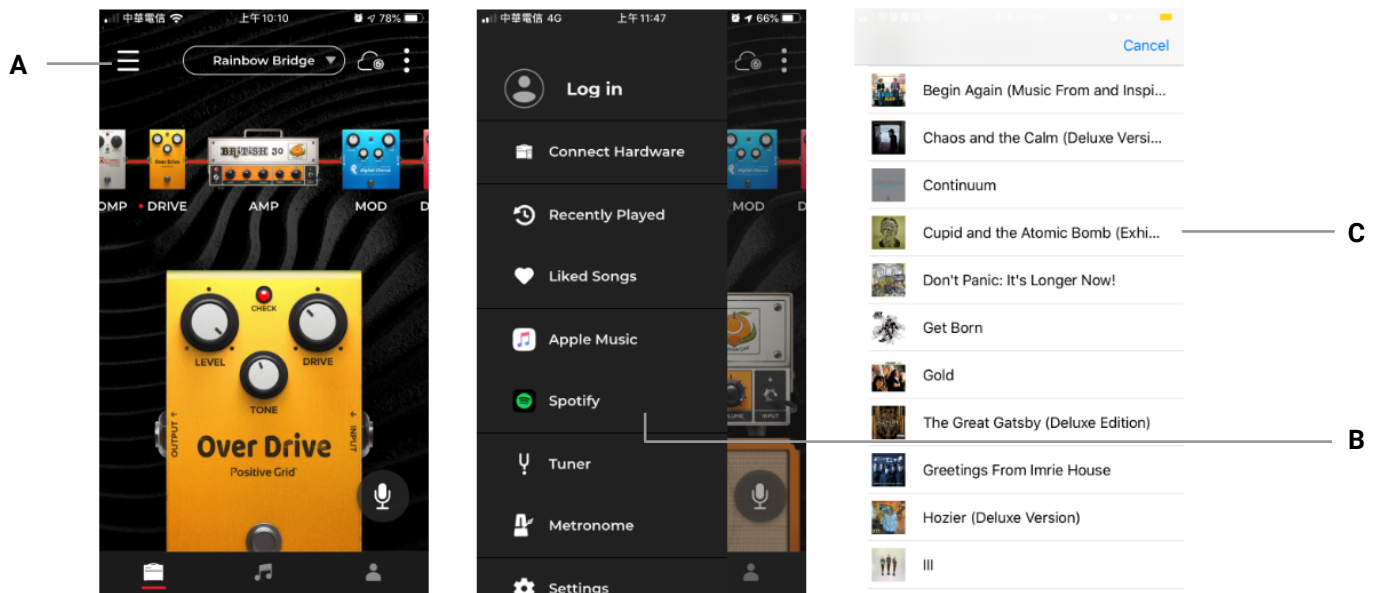 中華電信 上午10:10 78%
A
Rainbow Bridge
BRITISH 30
Over Drive
OMP • DRIVE AMP MOD D
CHECK
LEVEL DRIVE
TONE
OUTPUT INPUT
Over Drive
Positive Grid
中華電信 4G 上午11:47 66%
Log in
Connect Hardware
Recently Played
Liked Songs
Apple Music
Spotify
Tuner
Metronome
Settings
MOD D
INPUT
B
Cancel
Begin Again (Music From and Inspi...
Chaos and the Calm (Deluxe Versi...
Continuum
Cupid and the Atomic Bomb (Exhi...
C
Don't Panic: It's Longer Now!
Get Born
Gold
The Great Gatsby (Deluxe Edition)
Greetings From Imrie House
Hozier (Deluxe Version)
III